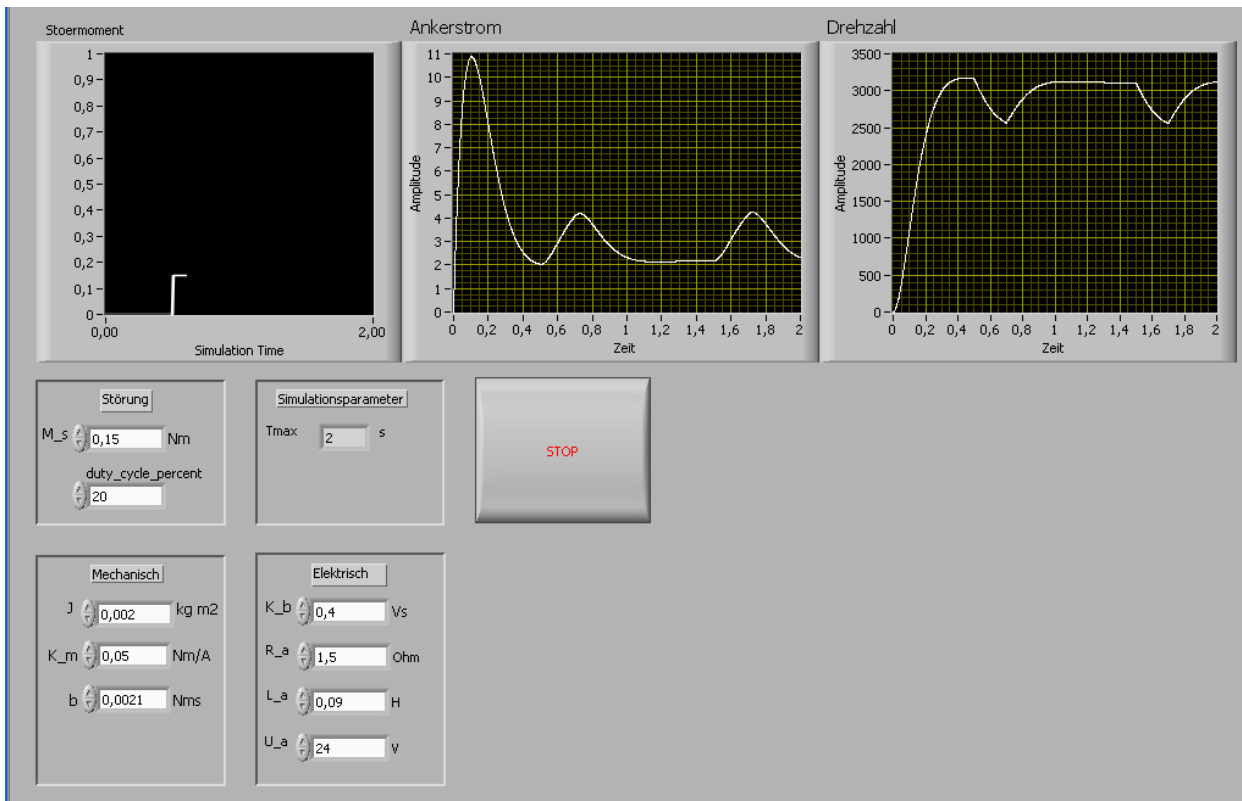 Stoermoment
1
0,9
0,8
0,7
0,6
0,5
0,4
0,3
0,2
0,1
0
0,00 2,00
Simulation Time
Ankerstrom
Amplitude
11
10
9
8
7
6
5
4
3
2
1
0
0 0,2 0,4 0,6 0,8 1 1,2 1,4 1,6 1,8 2
Zeit
Drehzahl
Amplitude
3500
3000
2500
2000
1500
1000
500
0
0 0,2 0,4 0,6 0,8 1 1,2 1,4 1,6 1,8 2
Zeit
Störung
M_s 0,15 Nm
duty_cycle_percent
20
Simulationsparameter
Tmax 2 s
STOP
Mechanisch
J 0,002 kg m2
K_m 0,05 Nm/A
b 0,0021 Nms
Elektrisch
K_b 0,4 Vs
R_a 1,5 Ohm
L_a 0,09 H
U_a 24 V